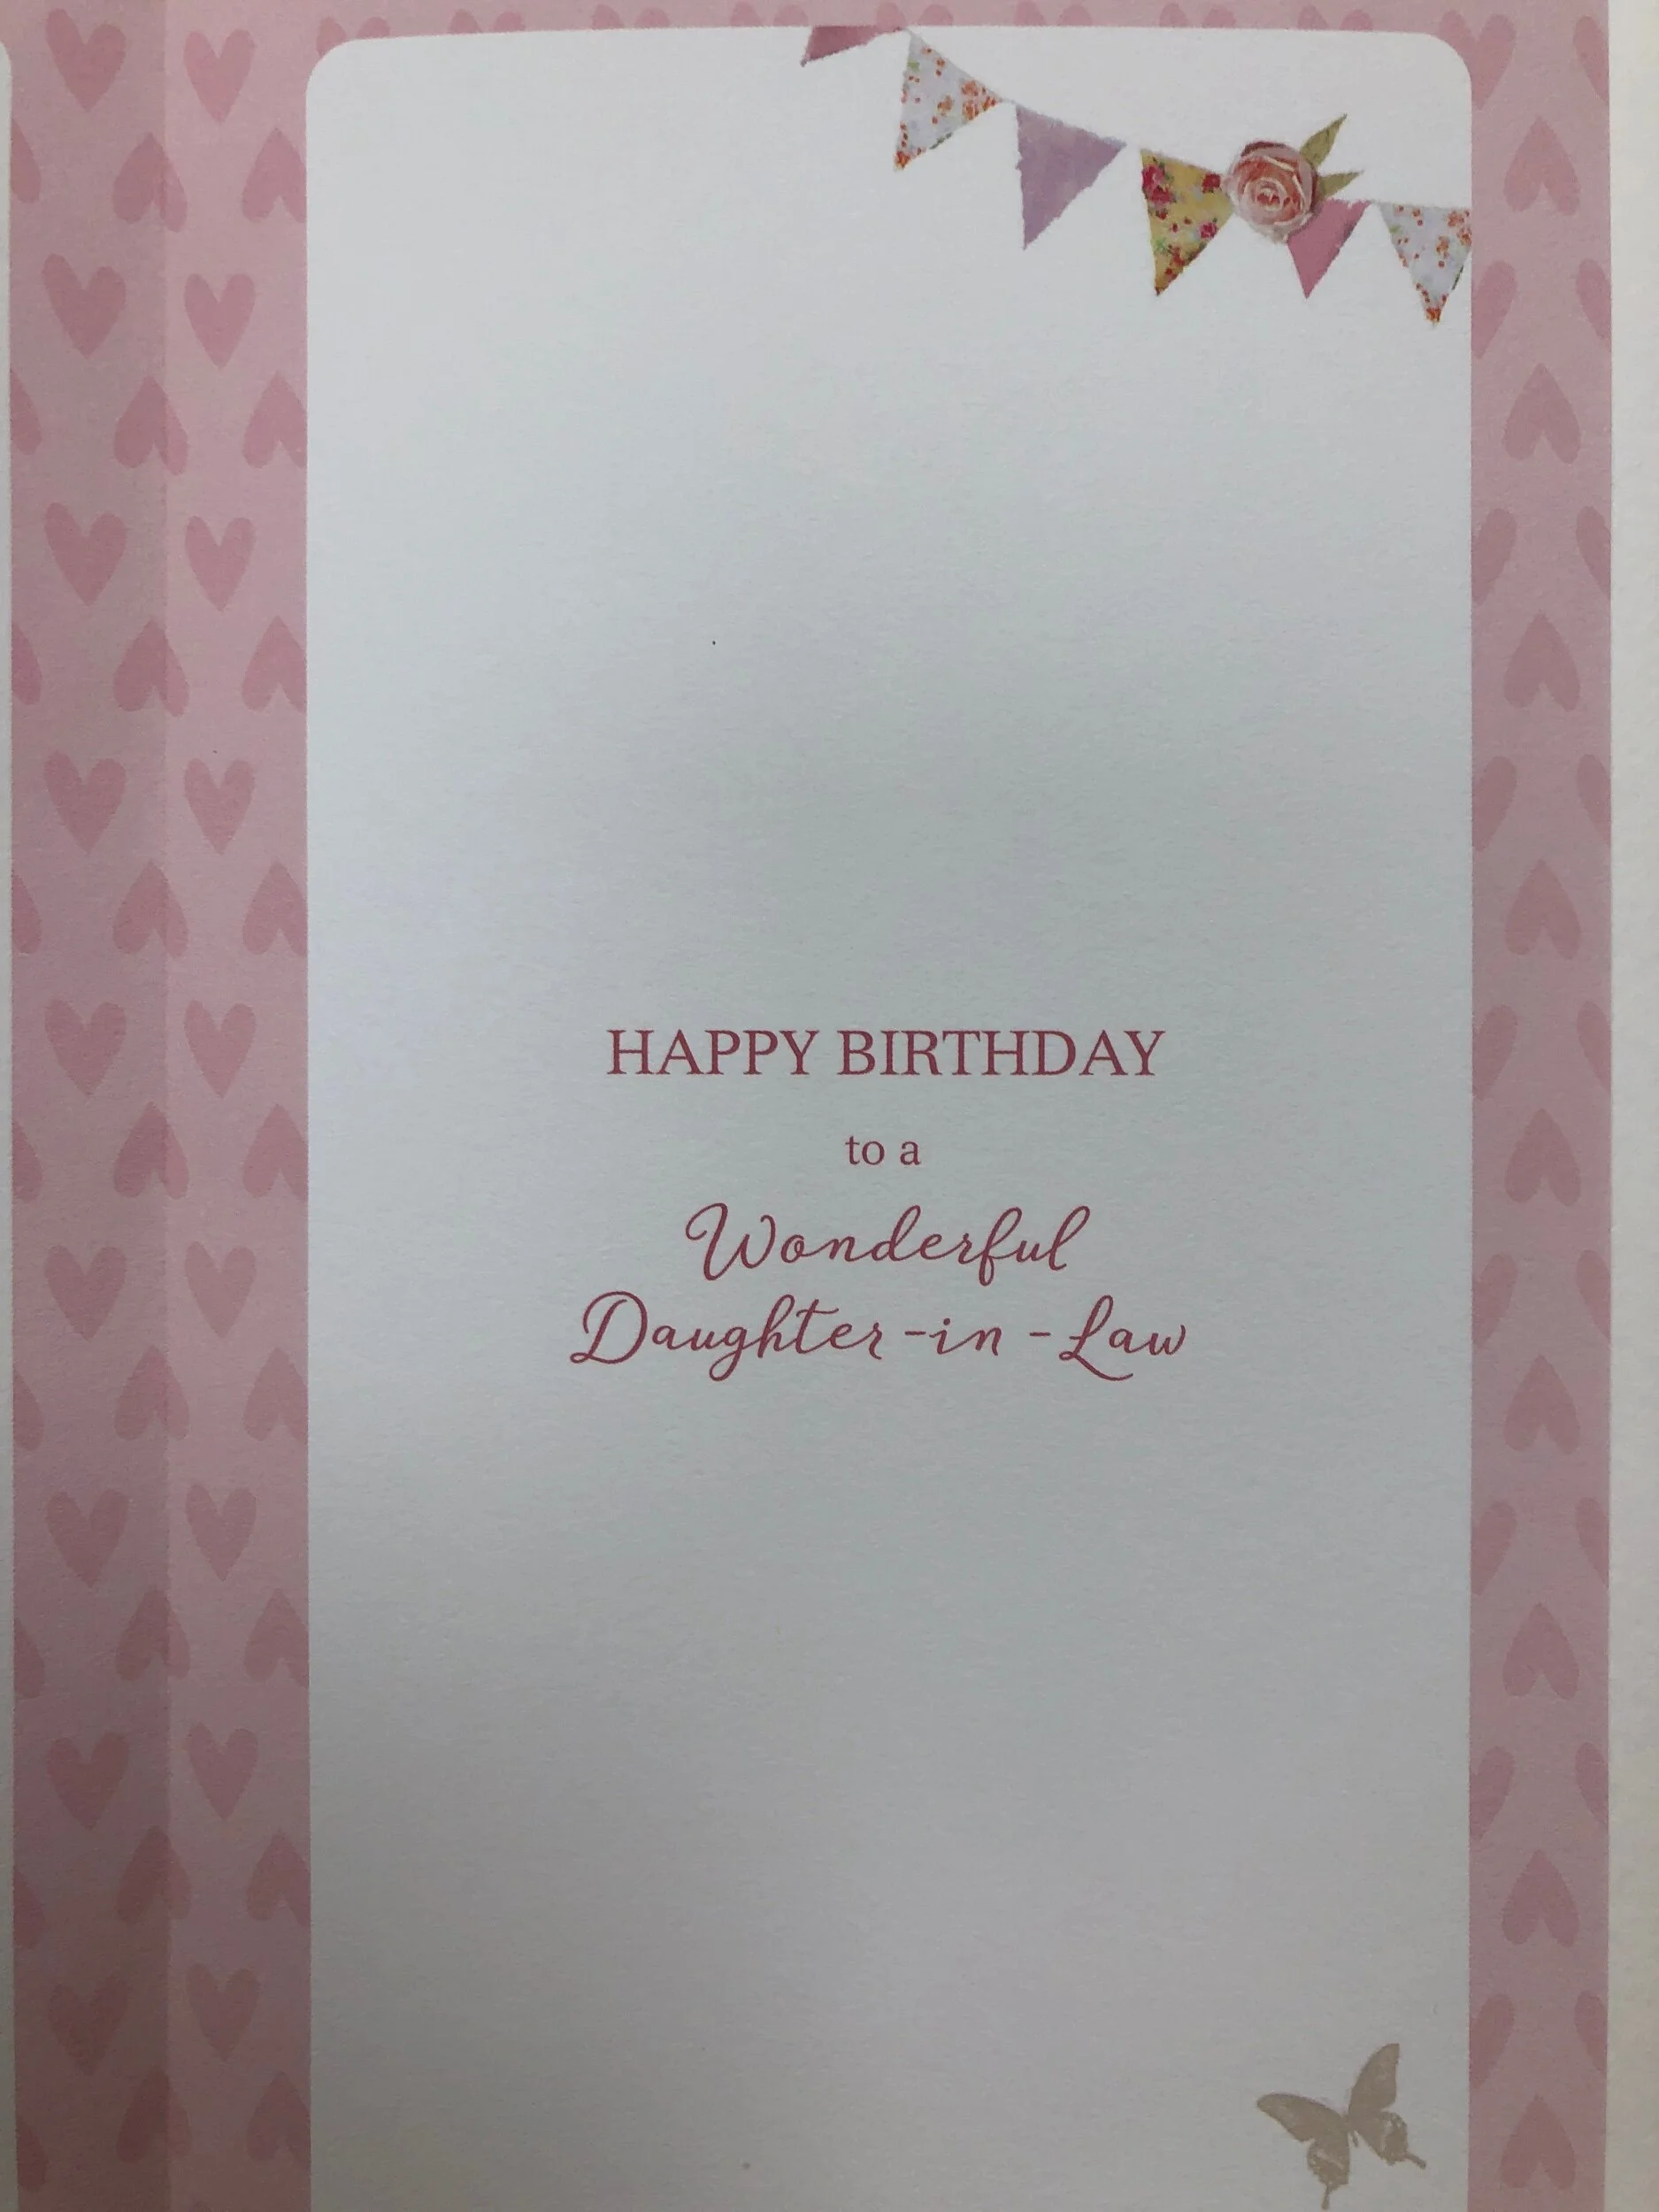 HAPPY BIRTHDAY
to a
Wonderful
Daughter-in-Law